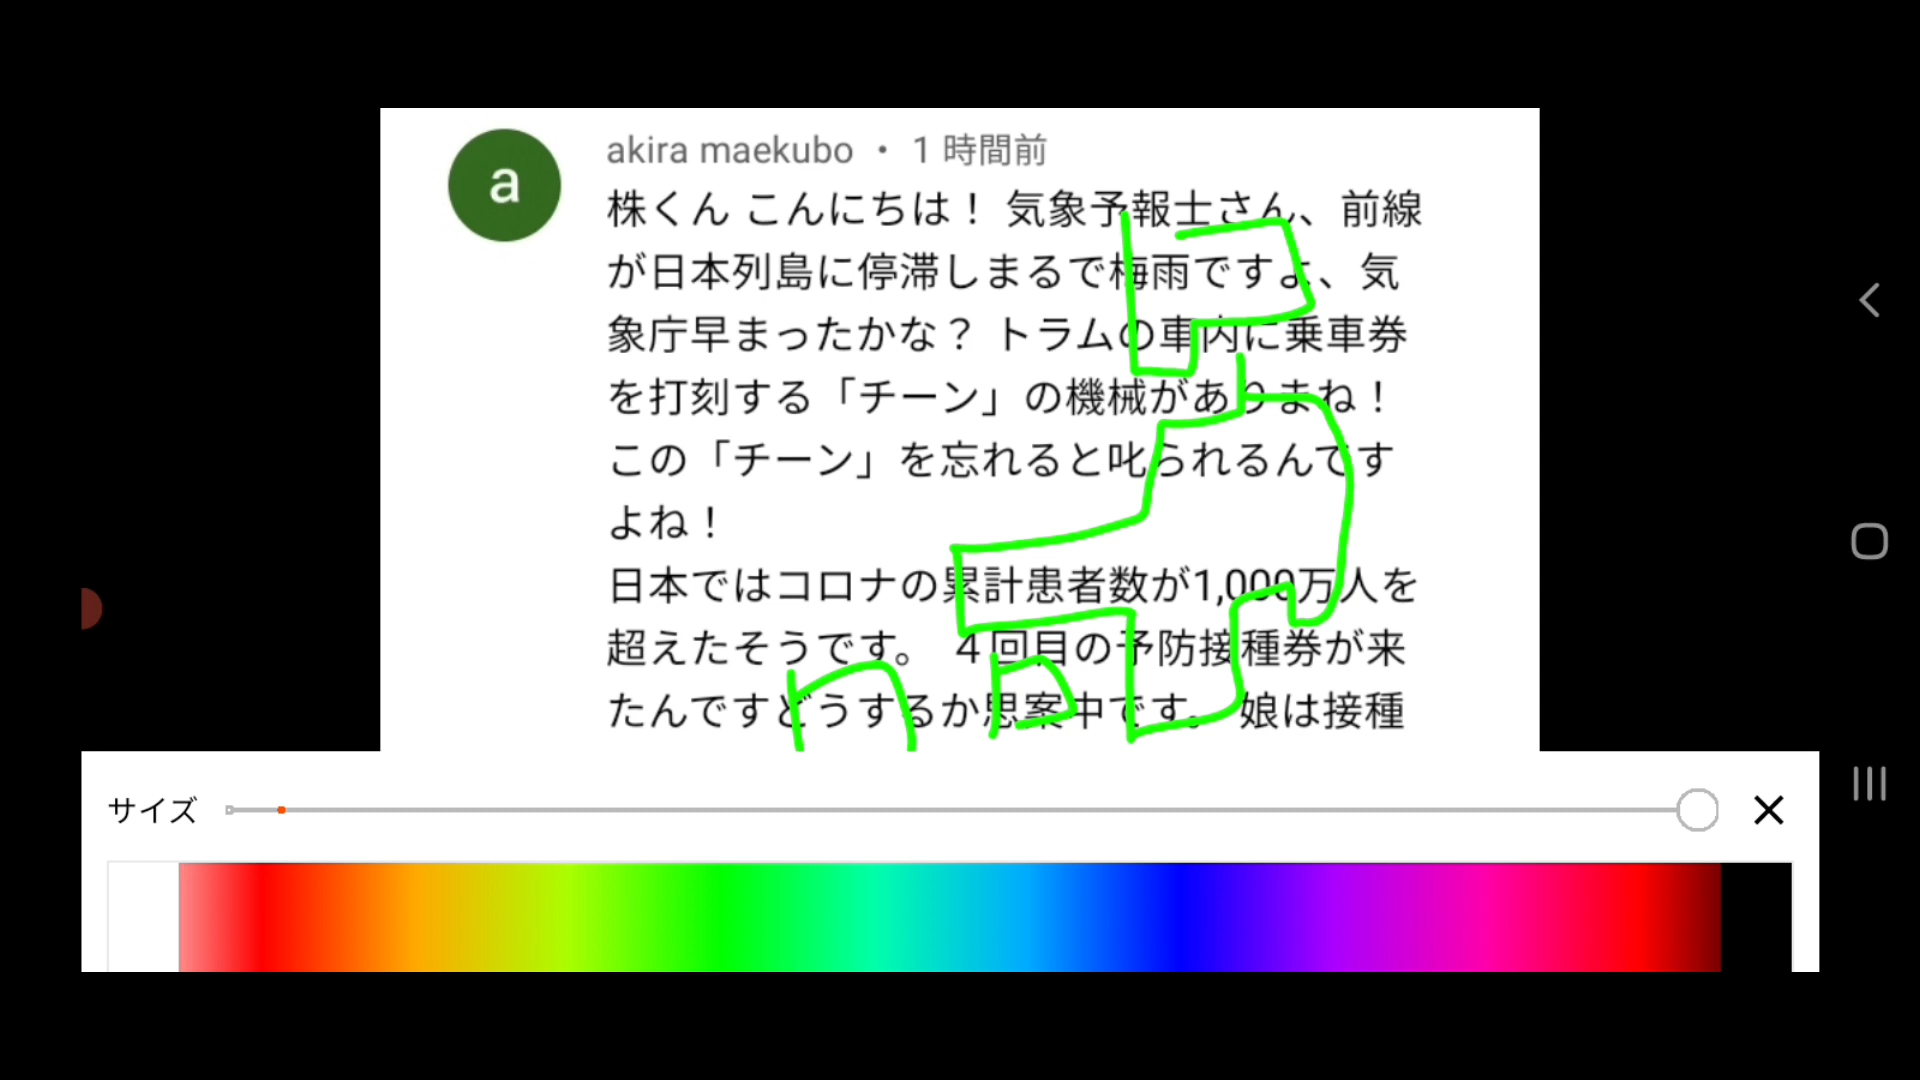 a
akira maekubo • 1 時間前
株くん こんにちは！ 気象予報士さん、前線
が日本列島に停滞しまるで梅雨ですよ、気
象庁早まったかな？ トラムの車内に乗車券
を打刻する「チーン」の機械がありまね！
この「チーン」を忘れると叱られるんです
よね！
日本ではコロナの累計患者数が1,000万人を
超えたそうです。 ４回目の予防接種券が来
たんですどうするか思案中です。 娘は接種
サイズ